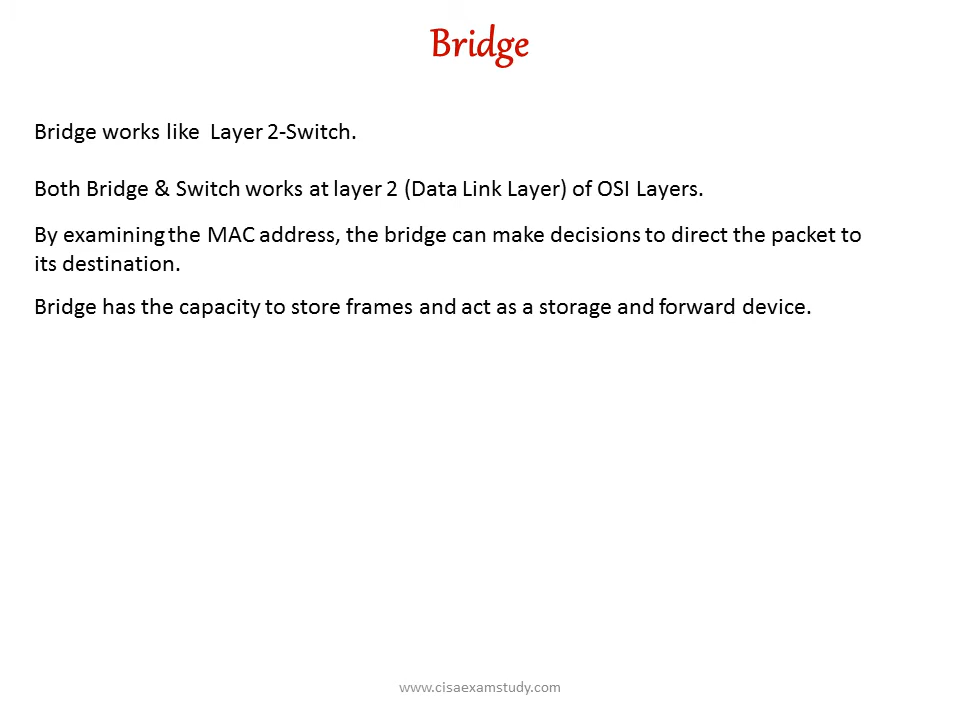 Bridge
Bridge works like Layer 2-Switch.
Both Bridge & Switch works at layer 2 (Data Link Layer) of OSI Layers.
By examining the MAC address, the bridge can make decisions to direct the packet to
its destination.
Bridge has the capacity to store frames and act as a storage and forward device.
www.cisaexamstudy.com